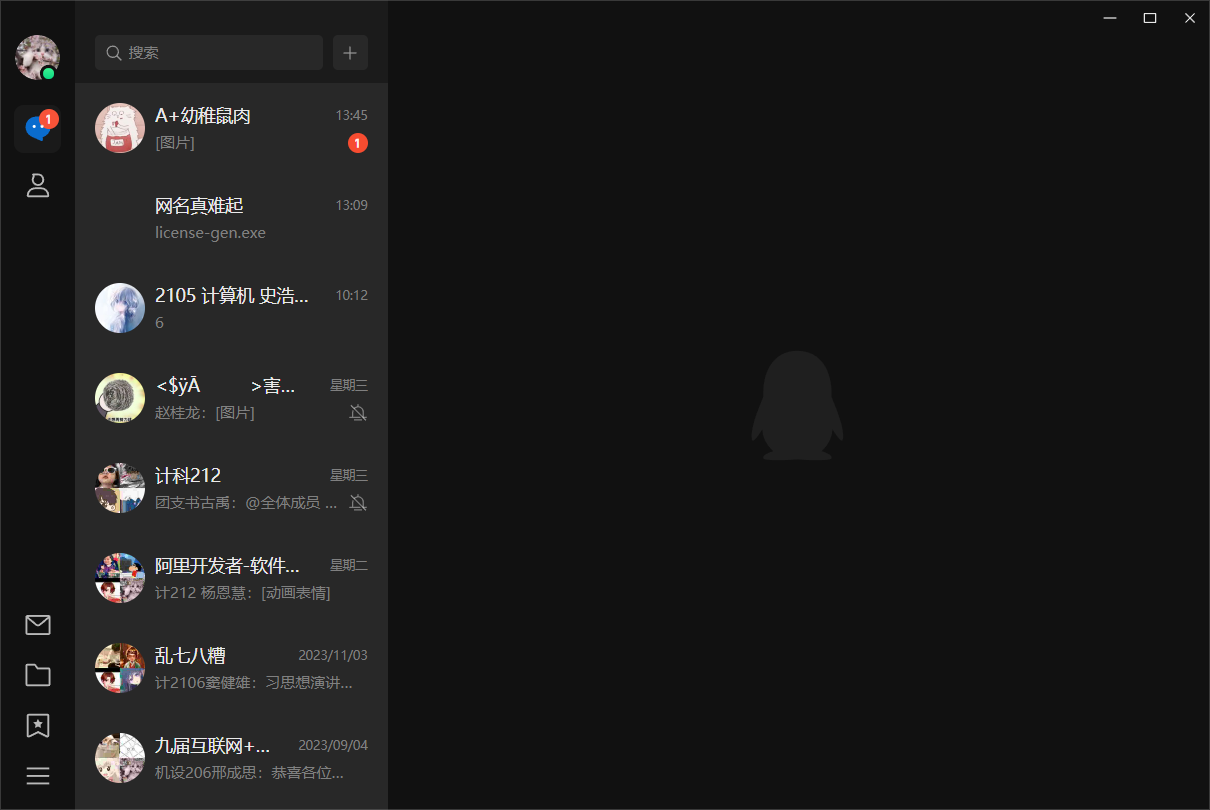 搜索
1
A+幼稚鼠肉
13:45
[图片]
1
网名真难起
13:09
license-gen.exe
2105 计算机 史浩...
10:12
6
<$ÿĀ >害...
星期三
赵桂龙：[图片]
计科212
星期三
团支书古禹：@全体成员 ...
阿里开发者-软件...
星期二
计212 杨恩慧：[动画表情]
乱七八糟
2023/11/03
计2106窦健雄：习思想演讲...
九届互联网+...
2023/09/04
机设206邢成思：恭喜各位...